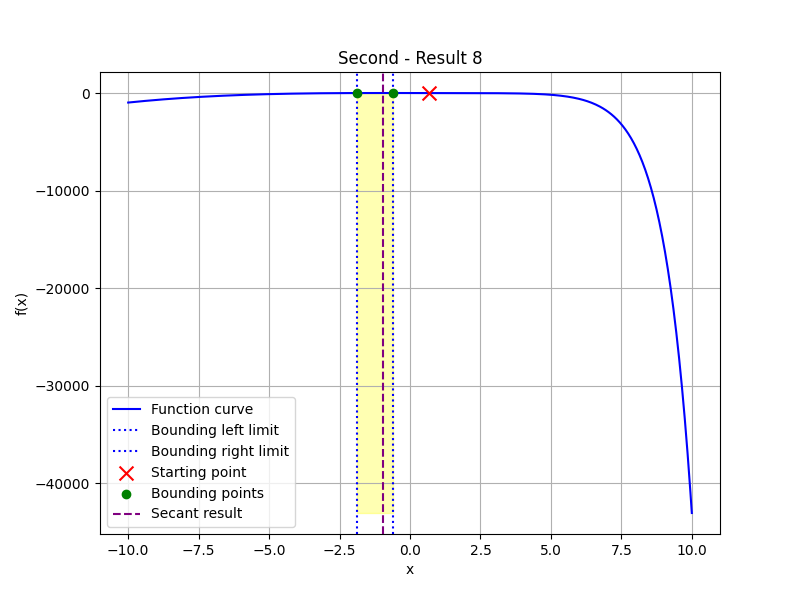 Second - Result 8
f(x)
0
−10000
−20000
−30000
−40000
Function curve
Bounding left limit
Bounding right limit
Starting point
Bounding points
Secant result
−10.0 −7.5 −5.0 −2.5 0.0 2.5 5.0 7.5 10.0
x